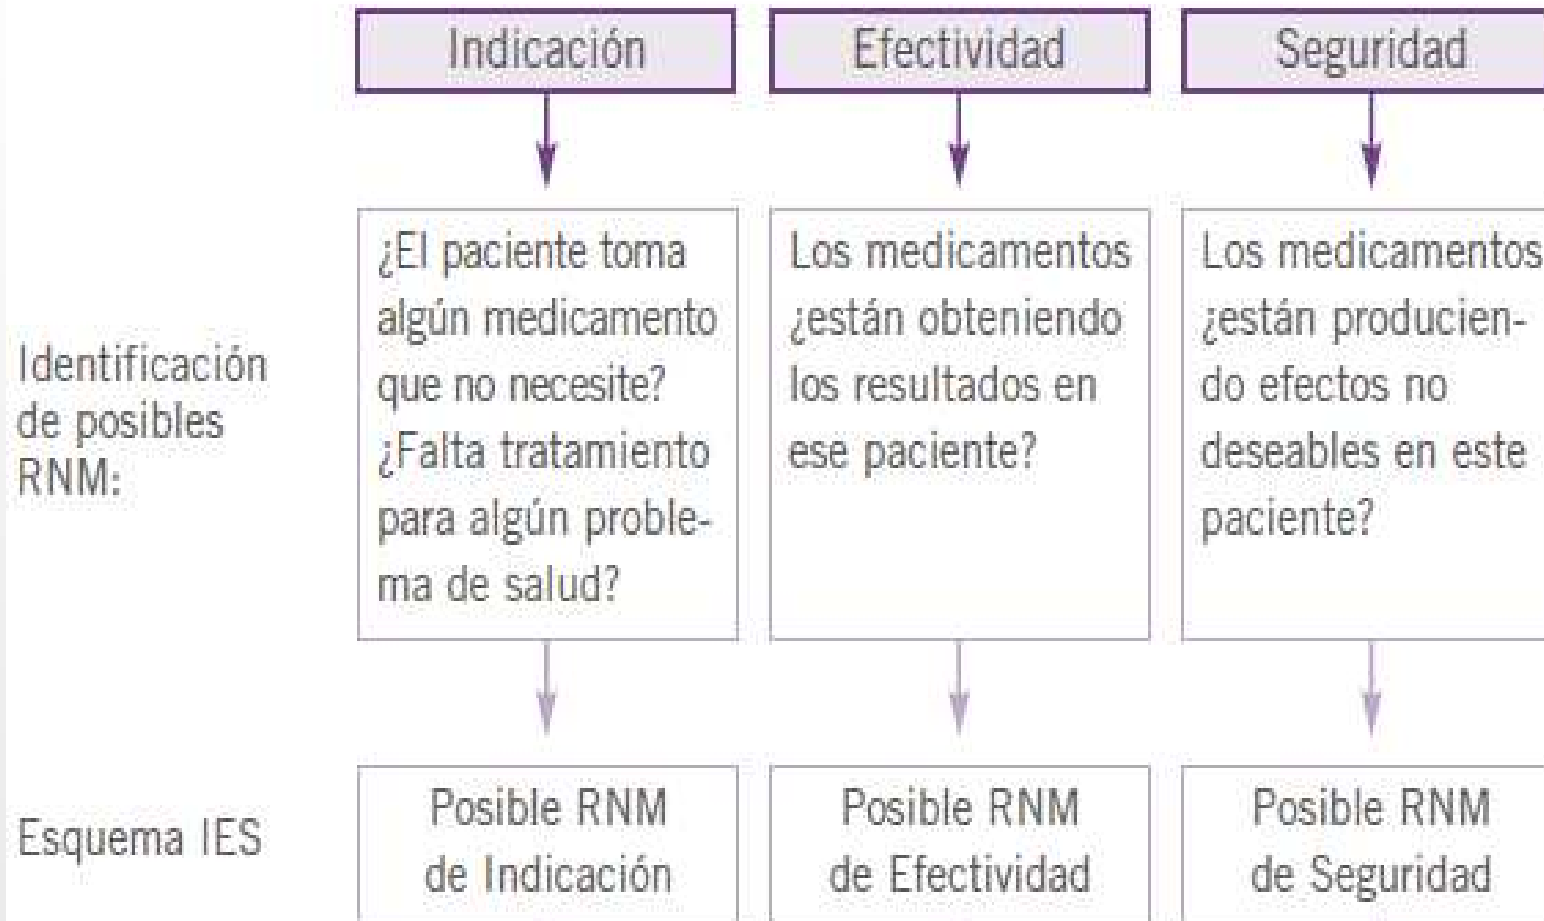 Indicación
Efectividad
Seguridad
Identificación
de posibles
RNM:
¿El paciente toma
algún medicamento
que no necesite?
¿Falta tratamiento
para algún proble-
ma de salud?
Los medicamentos
¿están obteniendo
los resultados en
ese paciente?
Los medicamentos
¿están producien-
do efectos no
deseables en este
paciente?
Esquema IES
Posible RNM
de Indicación
Posible RNM
de Efectividad
Posible RNM
de Seguridad